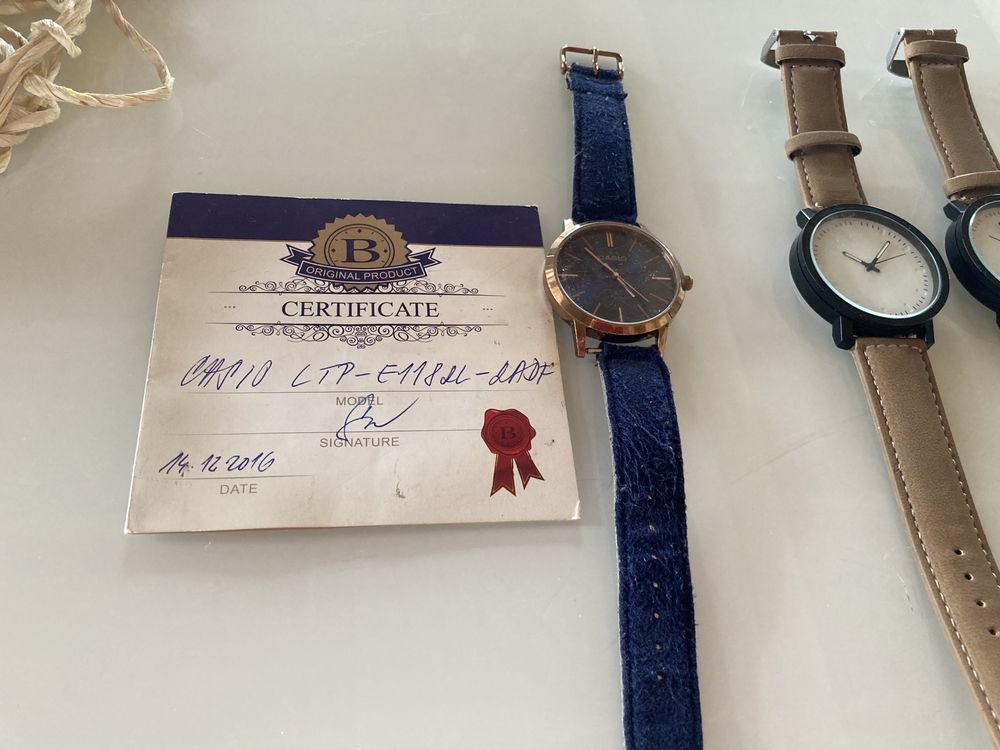 B
ORIGINAL PRODUCT
CERTIFICATE
CASIO LTP-E118RL-2ADF
MODEL
SIGNATURE
14.12.2016
DATE
B
CASIO